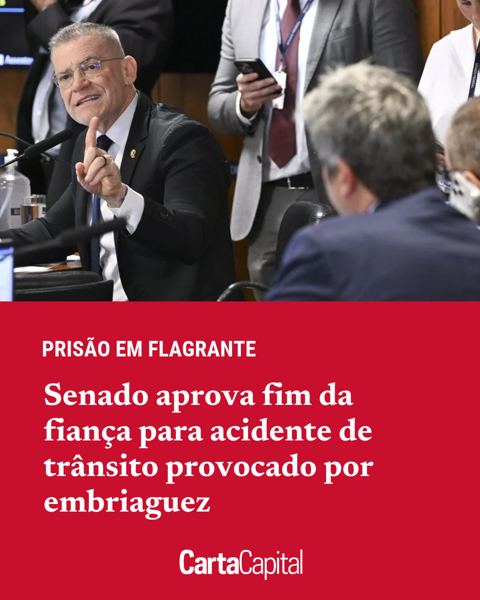 PRISÃO EM FLAGRANTE
Senado aprova fim da
fiança para acidente de
trânsito provocado por
embriaguez
CartaCapital